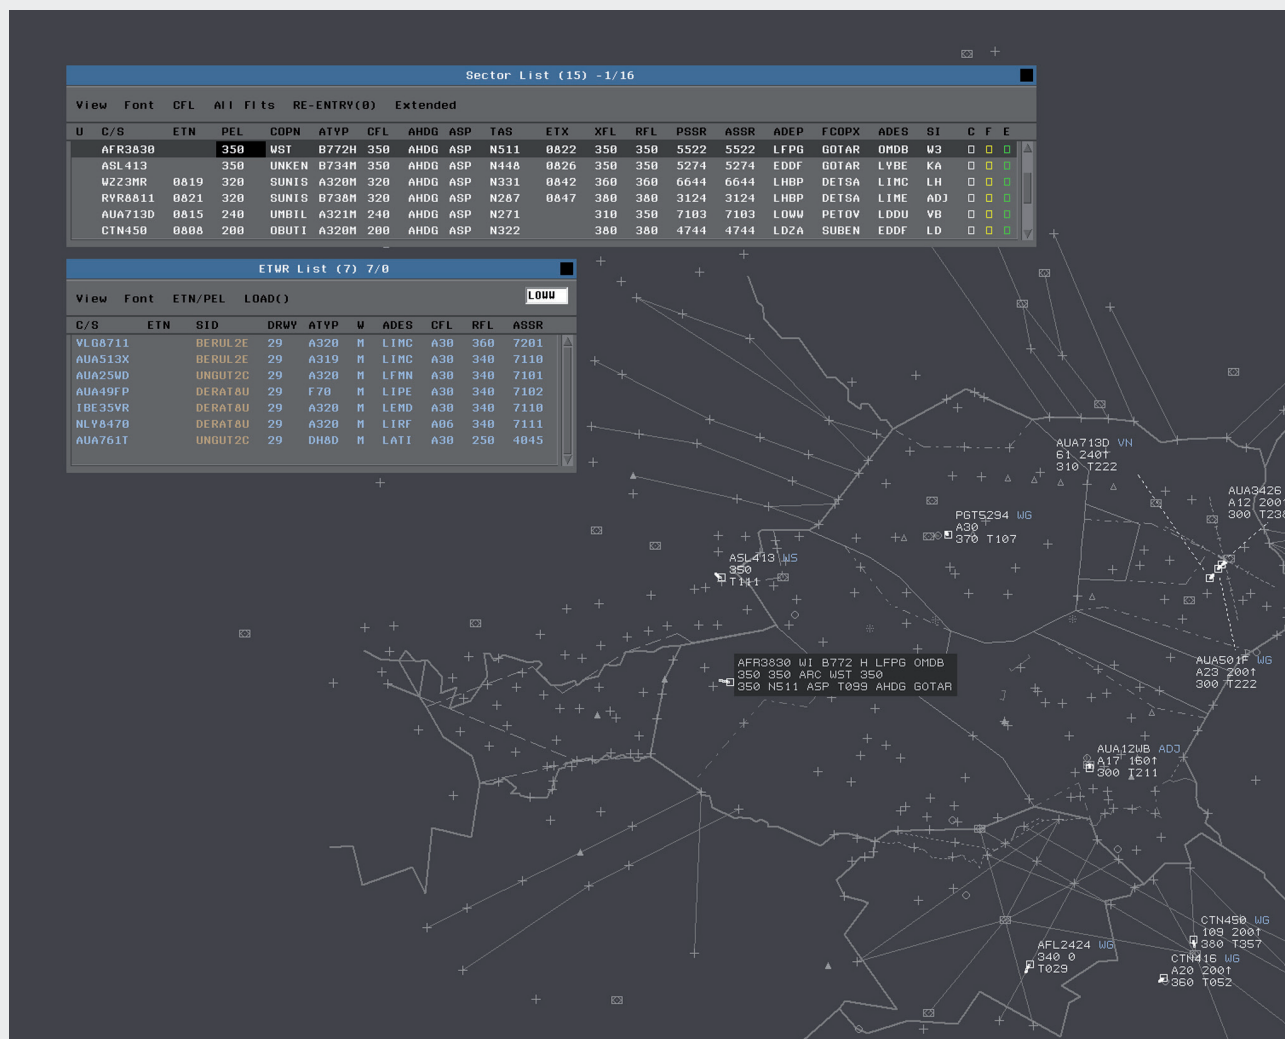 Sector List (15) -1/16
View Font CFL All Flts RE-ENTRY(0) Extended
U C/S ETN PEL COPN ATYP CFL AHDG ASP TAS ETX XFL RFL PSSR ASSR ADEP FCOPX ADES SI C F E
AFR3830 350 WST B772H 350 AHDG ASP N511 0822 350 350 5522 5522 LFPG GOTAR OMDB W3
ASL413 350 UNKEN B734M 350 AHDG ASP N448 0826 350 350 5274 5274 EDDF GOTAR LYBE KA
WZZ3MR 0819 320 SUNIS A320M 320 AHDG ASP N331 0842 360 360 6644 6644 LHBP DETSA LIMC LH
RYR8811 0821 320 SUNIS B738M 320 AHDG ASP N287 0847 380 380 3124 3124 LHBP DETSA LIME ADJ
AUA713D 0815 240 UMBIL A321M 240 AHDG ASP N271 310 350 7103 7103 LOWW PETOV LDDU VB
CTN450 0808 200 OBUTI A320M 200 AHDG ASP N322 380 380 4744 4744 LDZA SUBEN EDDF LD
ETWR List (7) 7/0
View Font ETN/PEL LOAD() LOWW
C/S ETN SID DRWY ATYP W ADES CFL RFL ASSR
VLG8711 BERUL2E 29 A320 M LIMC A30 360 7201
AUA513X BERUL2E 29 A319 M LIMC A30 340 7110
AUA25WD UNGUT2C 29 A320 M LFMN A30 340 7101
AUA49FP DERAT8U 29 F70 M LIPE A30 340 7102
IBE35VR DERAT8U 29 A320 M LEMD A30 340 7110
NLY8470 DERAT8U 29 A320 M LIRF A06 340 7111
AUA761T UNGUT2C 29 DH8D M LATI A30 250 4045
AUA713D VN
61 240↑
310 T222
AUA3426
A12 200↑
300
PGT5294 WG
A30
370 T107
ASL413 WS
350
T111
AFR3830 WI B772 H LFPG OMDB
350 350 ARC WST 350
350 N511 ASP T099 AHDG GOTAR
AUA501F WG
A23 200↑
300 T222
AUA12WB ADJ
A17 160↑
300 T211
CTN450 WG
109 200↑
380 T357
AFL2424 WG
340 0
T029
CTN416 WG
A20 200↑
360 T052